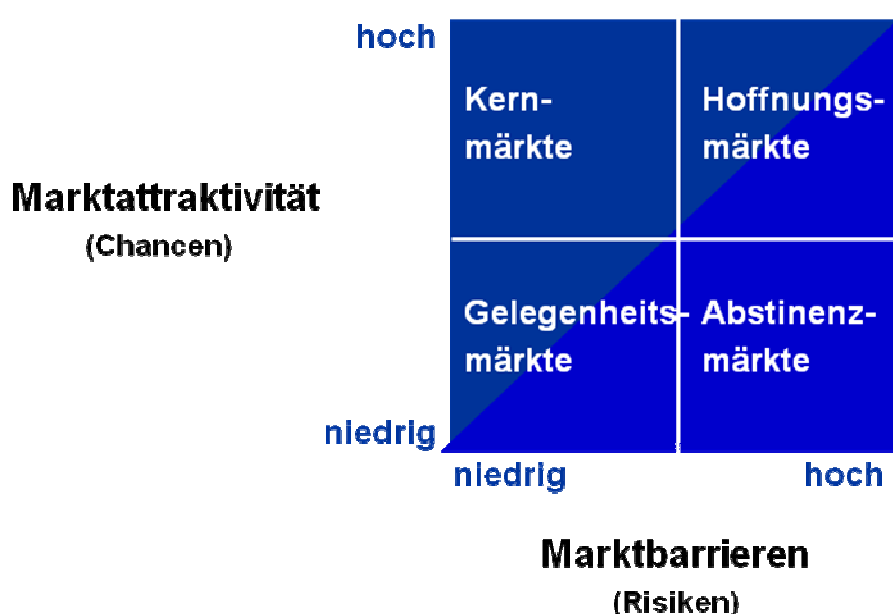 hoch
Kern-
märkte
Hoffnungs-
märkte
Marktattraktivität
(Chancen)
Gelegenheits-
märkte
Abstinenz-
märkte
niedrig
niedrig
hoch
Marktbarrieren
(Risiken)